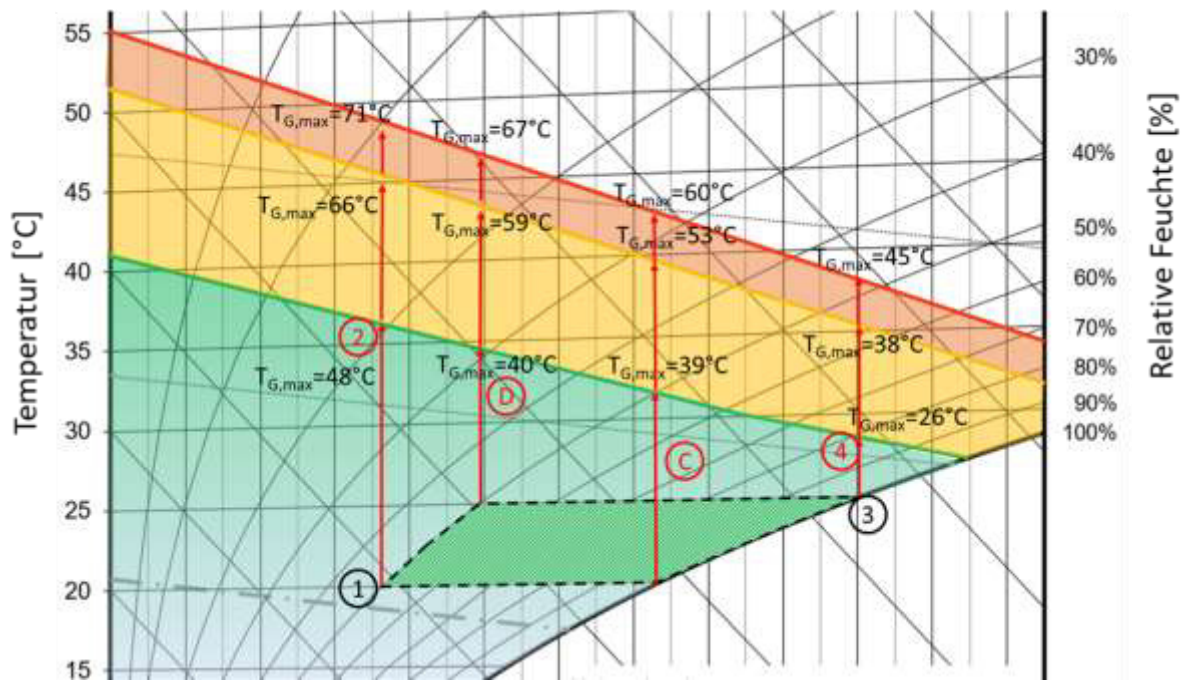 55
50
45
40
35
30
25
20
15
Temperatur [°C]
T_G,max=71°C
T_G,max=67°C
T_G,max=60°C
T_G,max=45°C
T_G,max=66°C
T_G,max=59°C
T_G,max=53°C
T_G,max=38°C
T_G,max=48°C
T_G,max=40°C
T_G,max=39°C
T_G,max=26°C
2
D
C
4
1
3
30%
40%
50%
60%
70%
80%
90%
100%
Relative Feuchte [%]